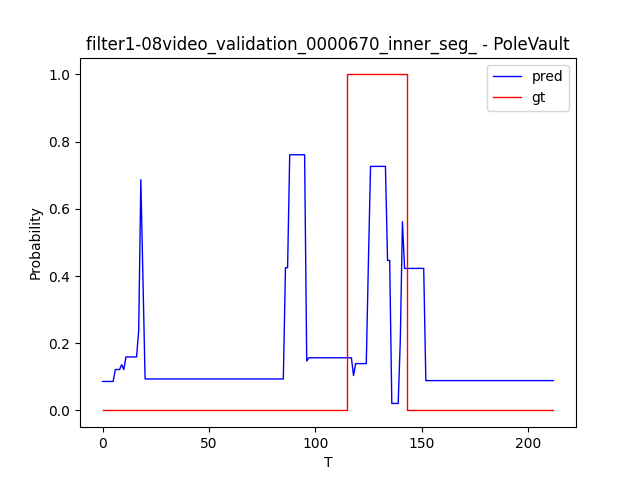 filter1-08video_validation_0000670_inner_seg_ - PoleVault
pred
gt
Probability
1.0
0.8
0.6
0.4
0.2
0.0
0 50 100 150 200
T